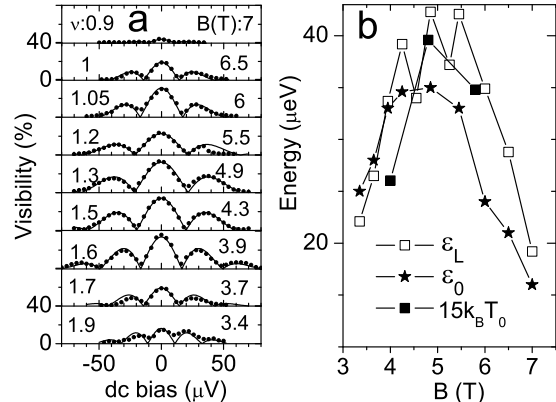 a
ν:0.9 B(T):7
40
1 6.5
1.05 6
1.2 5.5
1.3 4.9
1.5 4.3
1.6 3.9
1.7 3.7
40
1.9 3.4
0
-50 0 50
dc bias (μV)
Visibility (%)
b
40
20
Energy (μeV)
ε_L
ε_0
15k_BT_0
3 4 5 6 7
B (T)